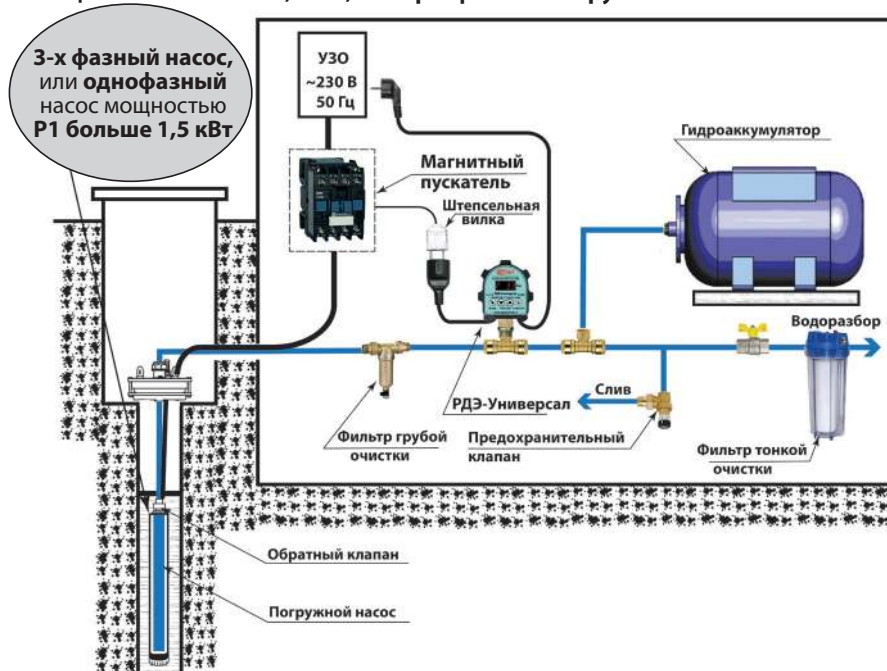 3-х фазный насос,
или однофазный
насос мощностью
P1 больше 1,5 кВт
УЗО
~230 В
50 Гц
Магнитный
пускатель
Штепсельная
вилка
Гидроаккумулятор
Водоразбор
РДЭ-Универсал
Слив
Фильтр грубой
очистки
Предохранительный
клапан
Фильтр тонкой
очистки
Обратный клапан
Погружной насос